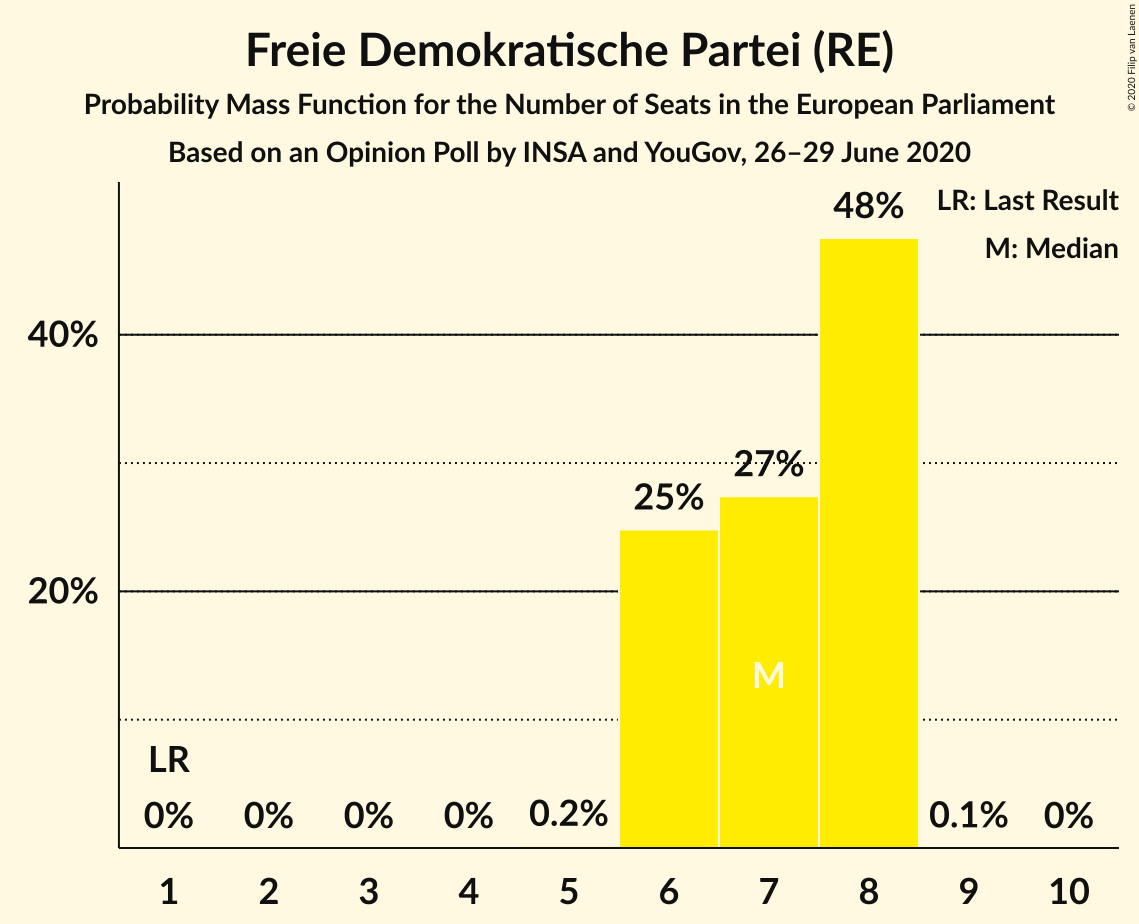 Freie Demokratische Partei (RE)
Probability Mass Function for the Number of Seats in the European Parliament
Based on an Opinion Poll by INSA and YouGov, 26–29 June 2020
© 2020 Filip van Laenen
LR: Last Result
M: Median
48%
40%
27%
25%
20%
M
LR
0% 0% 0% 0% 0.2% 0.1% 0%
1 2 3 4 5 6 7 8 9 10